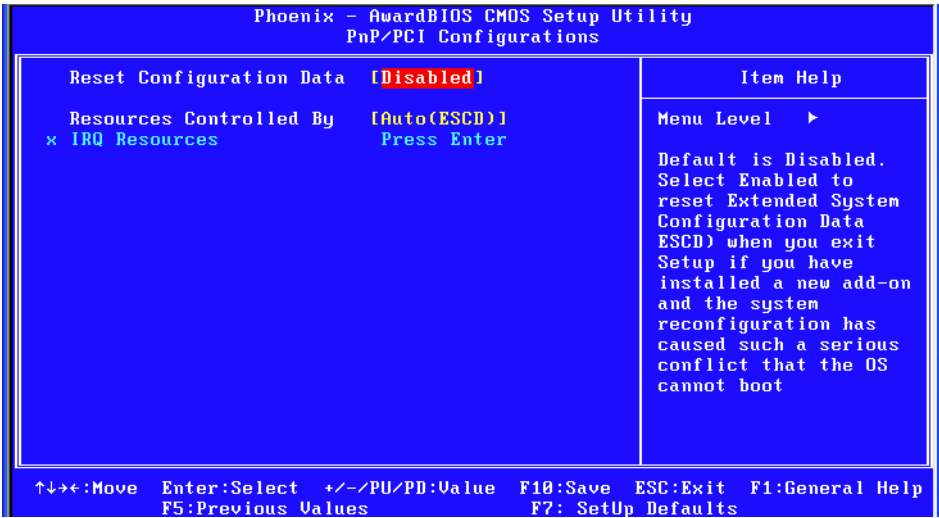 Phoenix - AwardBIOS CMOS Setup Utility
PnP/PCI Configurations
Reset Configuration Data [Disabled]
Resources Controlled By [Auto(ESCD)]
x IRQ Resources Press Enter
Item Help
Menu Level ►
Default is Disabled.
Select Enabled to
reset Extended System
Configuration Data
ESCD) when you exit
Setup if you have
installed a new add-on
and the system
reconfiguration has
caused such a serious
conflict that the OS
cannot boot
↑↓→←:Move Enter:Select +/-/PU/PD:Value F10:Save ESC:Exit F1:General Help
F5:Previous Values F7: SetUp Defaults